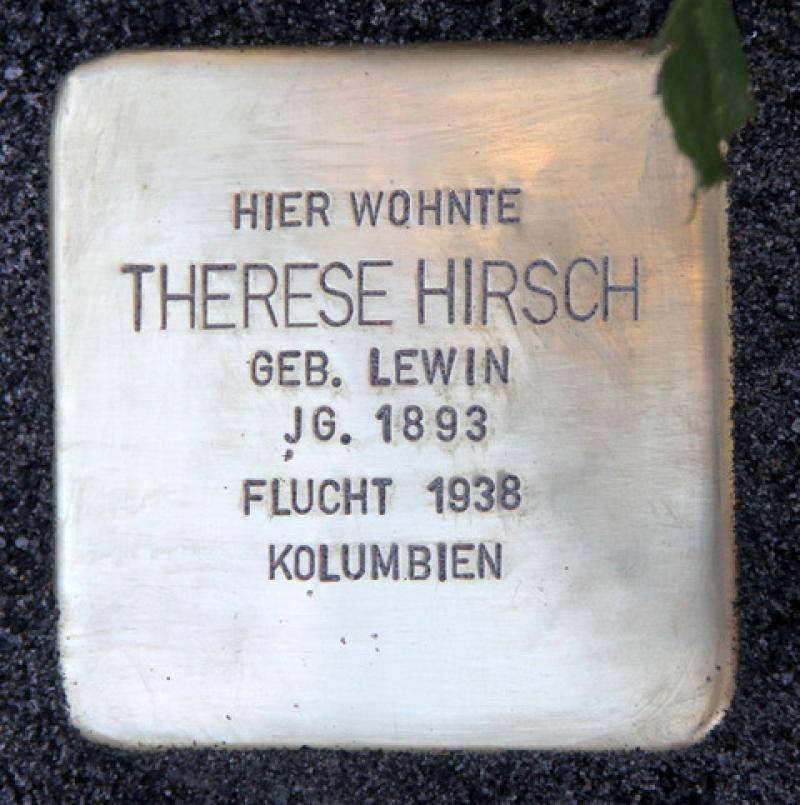 HIER WOHNTE
THERESE HIRSCH
GEB. LEWIN
JG. 1893
FLUCHT 1938
KOLUMBIEN